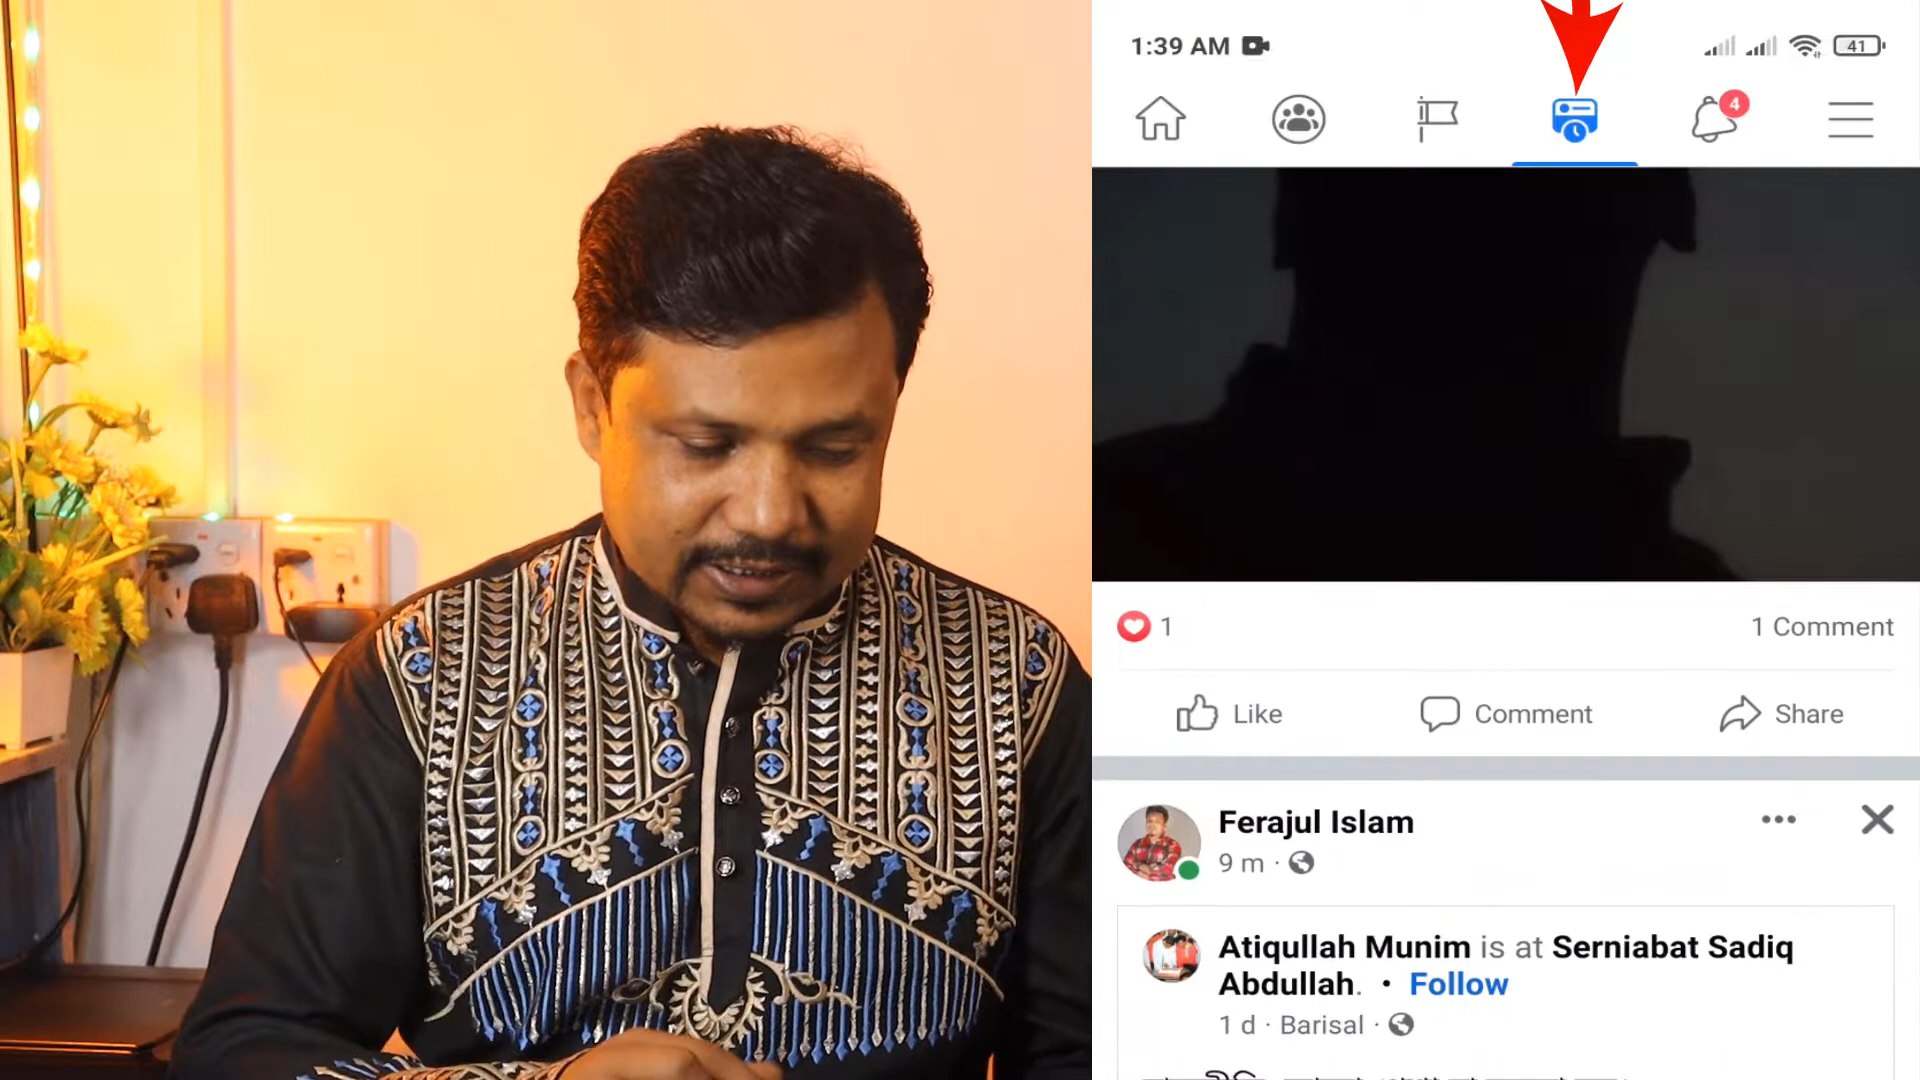 1:39 AM
41
4
1
1 Comment
Like
Comment
Share
Ferajul Islam
9 m ·
Atiqullah Munim is at Serniabat Sadiq
Abdullah. • Follow
1 d · Barisal ·